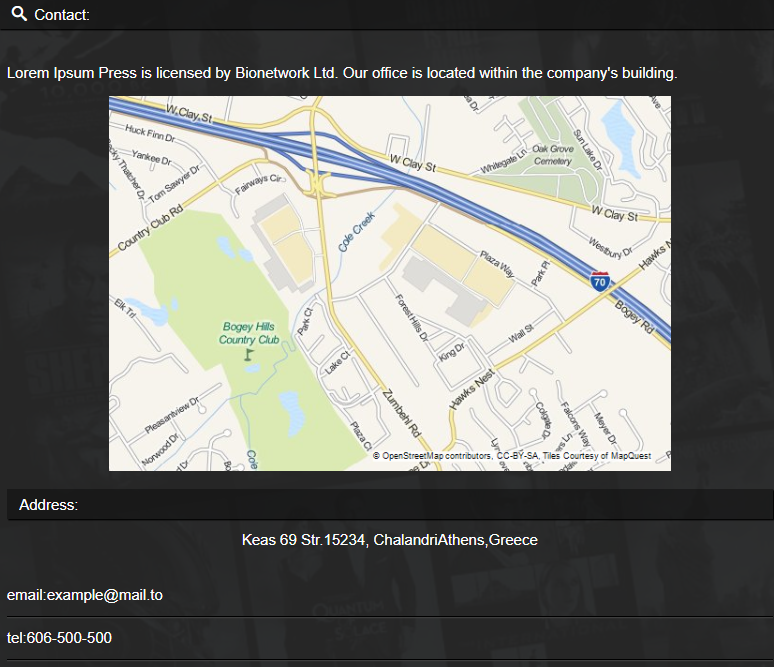 Contact:
Lorem Ipsum Press is licensed by Bionetwork Ltd. Our office is located within the company's building.
W Clay St
Huck Finn Dr
Yankee Dr
Tom Sawyer Dr
Fairways Cir
Country Club Rd
Cole Creek
W Clay St
Whitegate Ln
Oak Grove
Cemetery
Sun Lake Dr
Ave
W Clay St
Westbury Dr
Hawks N
Plaza Way
Park Pl
70
Bogey Rd
Elk Trl
Bogey Hills
Country Club
Park Ct
Lake Ct
Forest Hills Dr
King Dr
Wall St
Hawks Nest
Zumbehl Rd
Plaza Ct
Pleasantview Dr
Norwood Dr
Cole
Colgate Dr
Falcons Way
Meyer Dr
© OpenStreetMap contributors, CC-BY-SA, Tiles Courtesy of MapQuest
Address:
Keas 69 Str.15234, ChalandriAthens,Greece
email:example@mail.to
tel:606-500-500